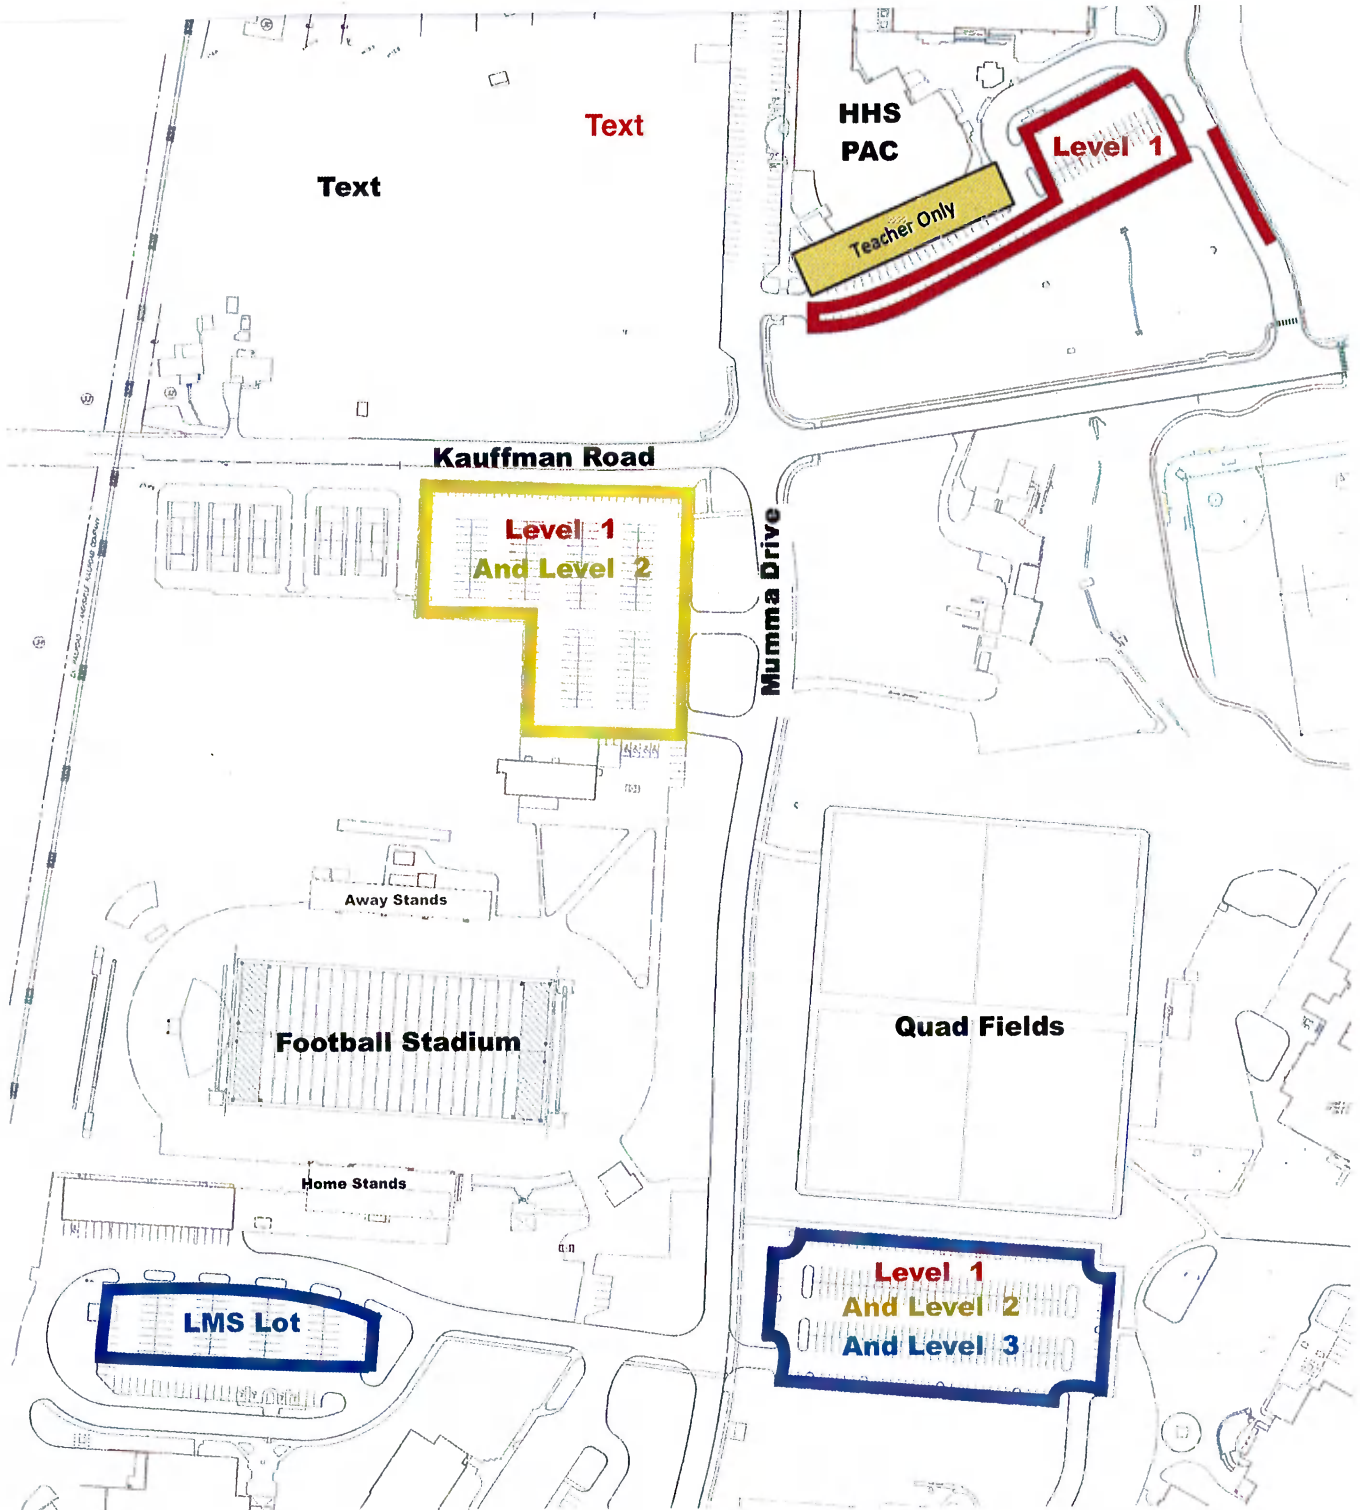 HHS
PAC
Text
Level 1
Text
Teacher Only
Kauffman Road
Level 1
And Level 2
Mumma Drive
Away Stands
Football Stadium
Quad Fields
Home Stands
Level 1
And Level 2
And Level 3
LMS Lot